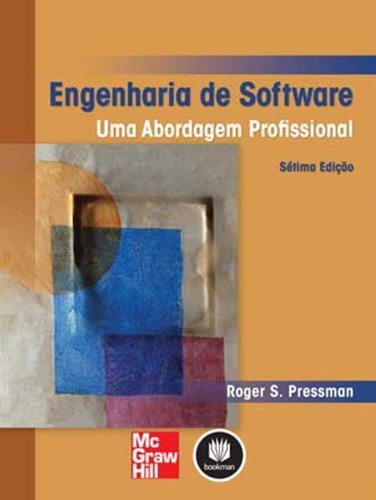 Engenharia de Software
Uma Abordagem Profissional
Sétima Edição
Roger S. Pressman
Mc
Graw
Hill
bookman